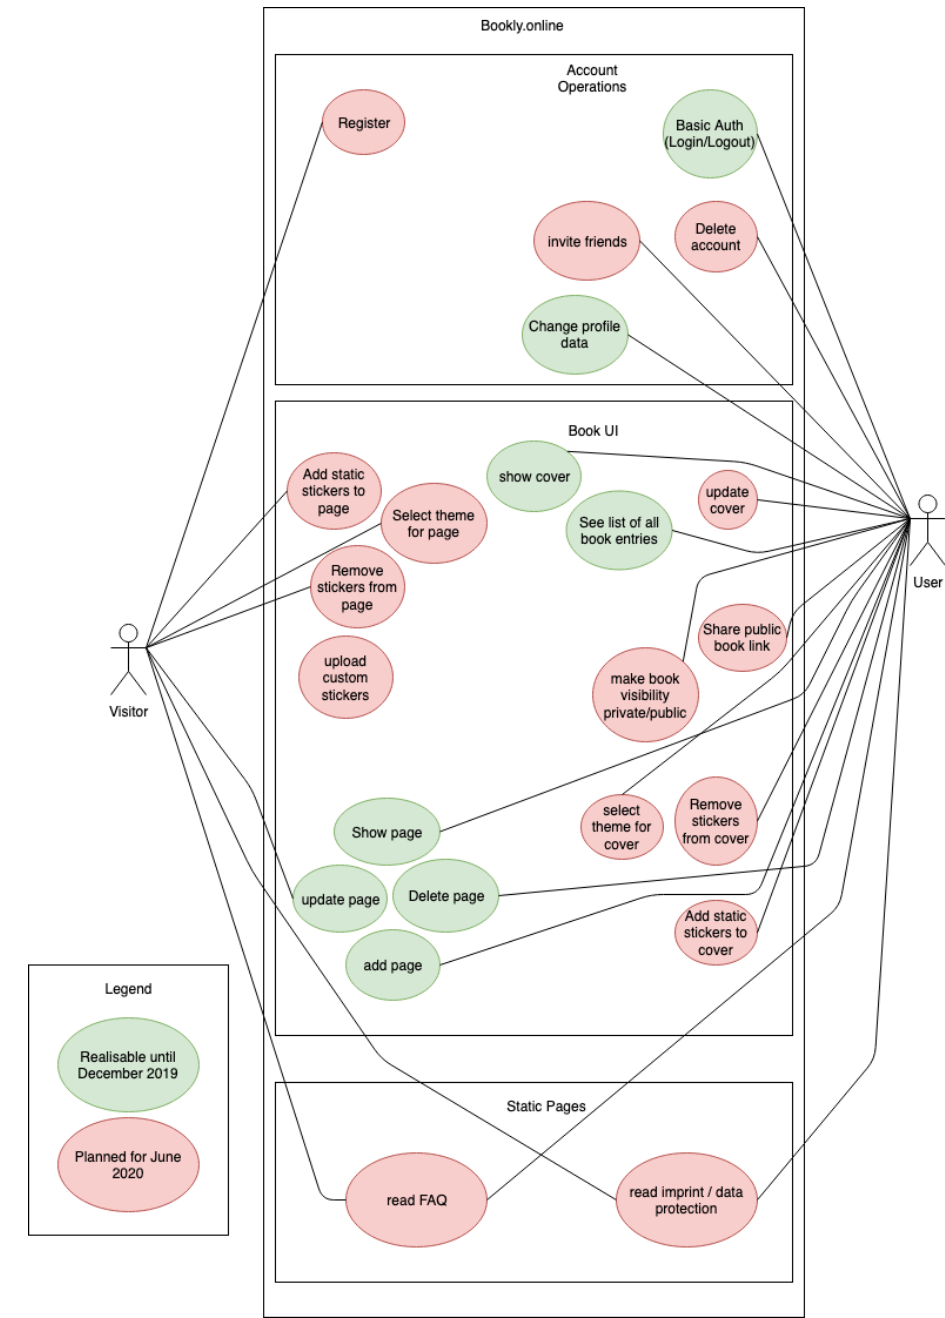 Bookly.online
Account
Operations
Register
Basic Auth
(Login/Logout)
invite friends
Delete
account
Change profile
data
Book UI
Add static
stickers to
page
Select theme
for page
show cover
update
cover
See list of all
book entries
Remove
stickers from
page
User
Share public
book link
upload
custom
stickers
make book
visibility
private/public
Visitor
Show page
select
theme for
cover
Remove
stickers
from cover
update page
Delete page
Add static
stickers to
cover
add page
Legend
Realisable until
December 2019
Planned for June
2020
Static Pages
read FAQ
read imprint / data
protection